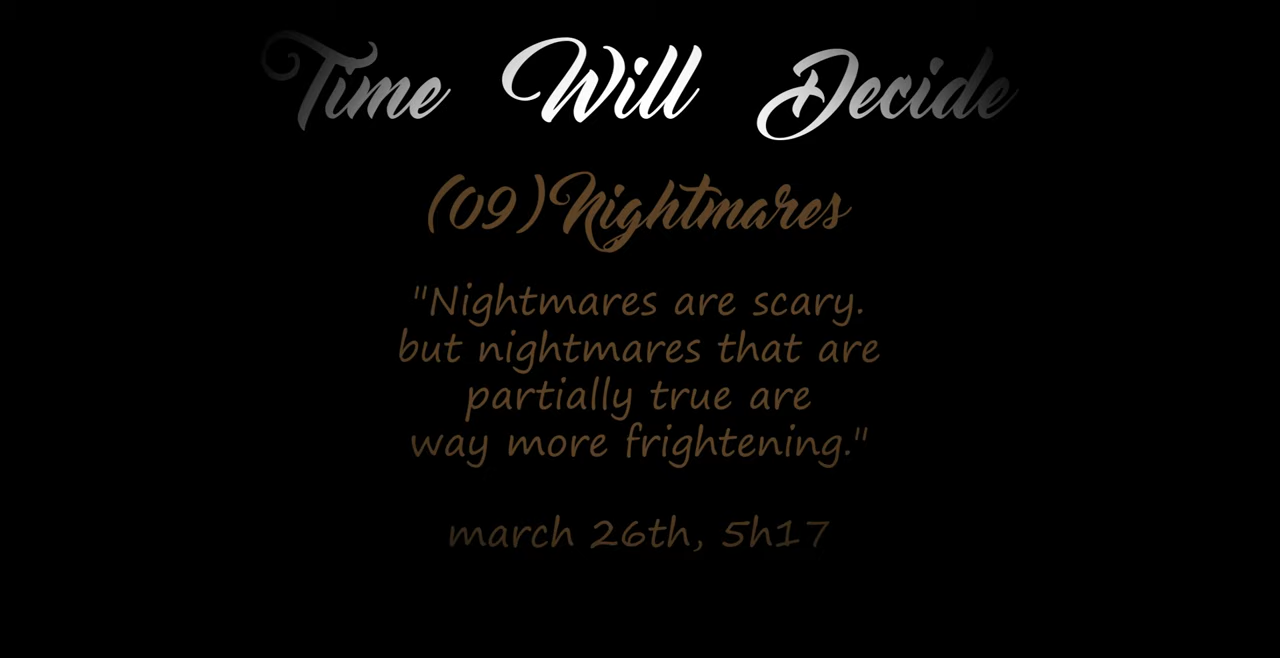 Time Will Decide
(09)Nightmares
"Nightmares are scary.
but nightmares that are
partially true are
way more frightening."
march 26th, 5h17